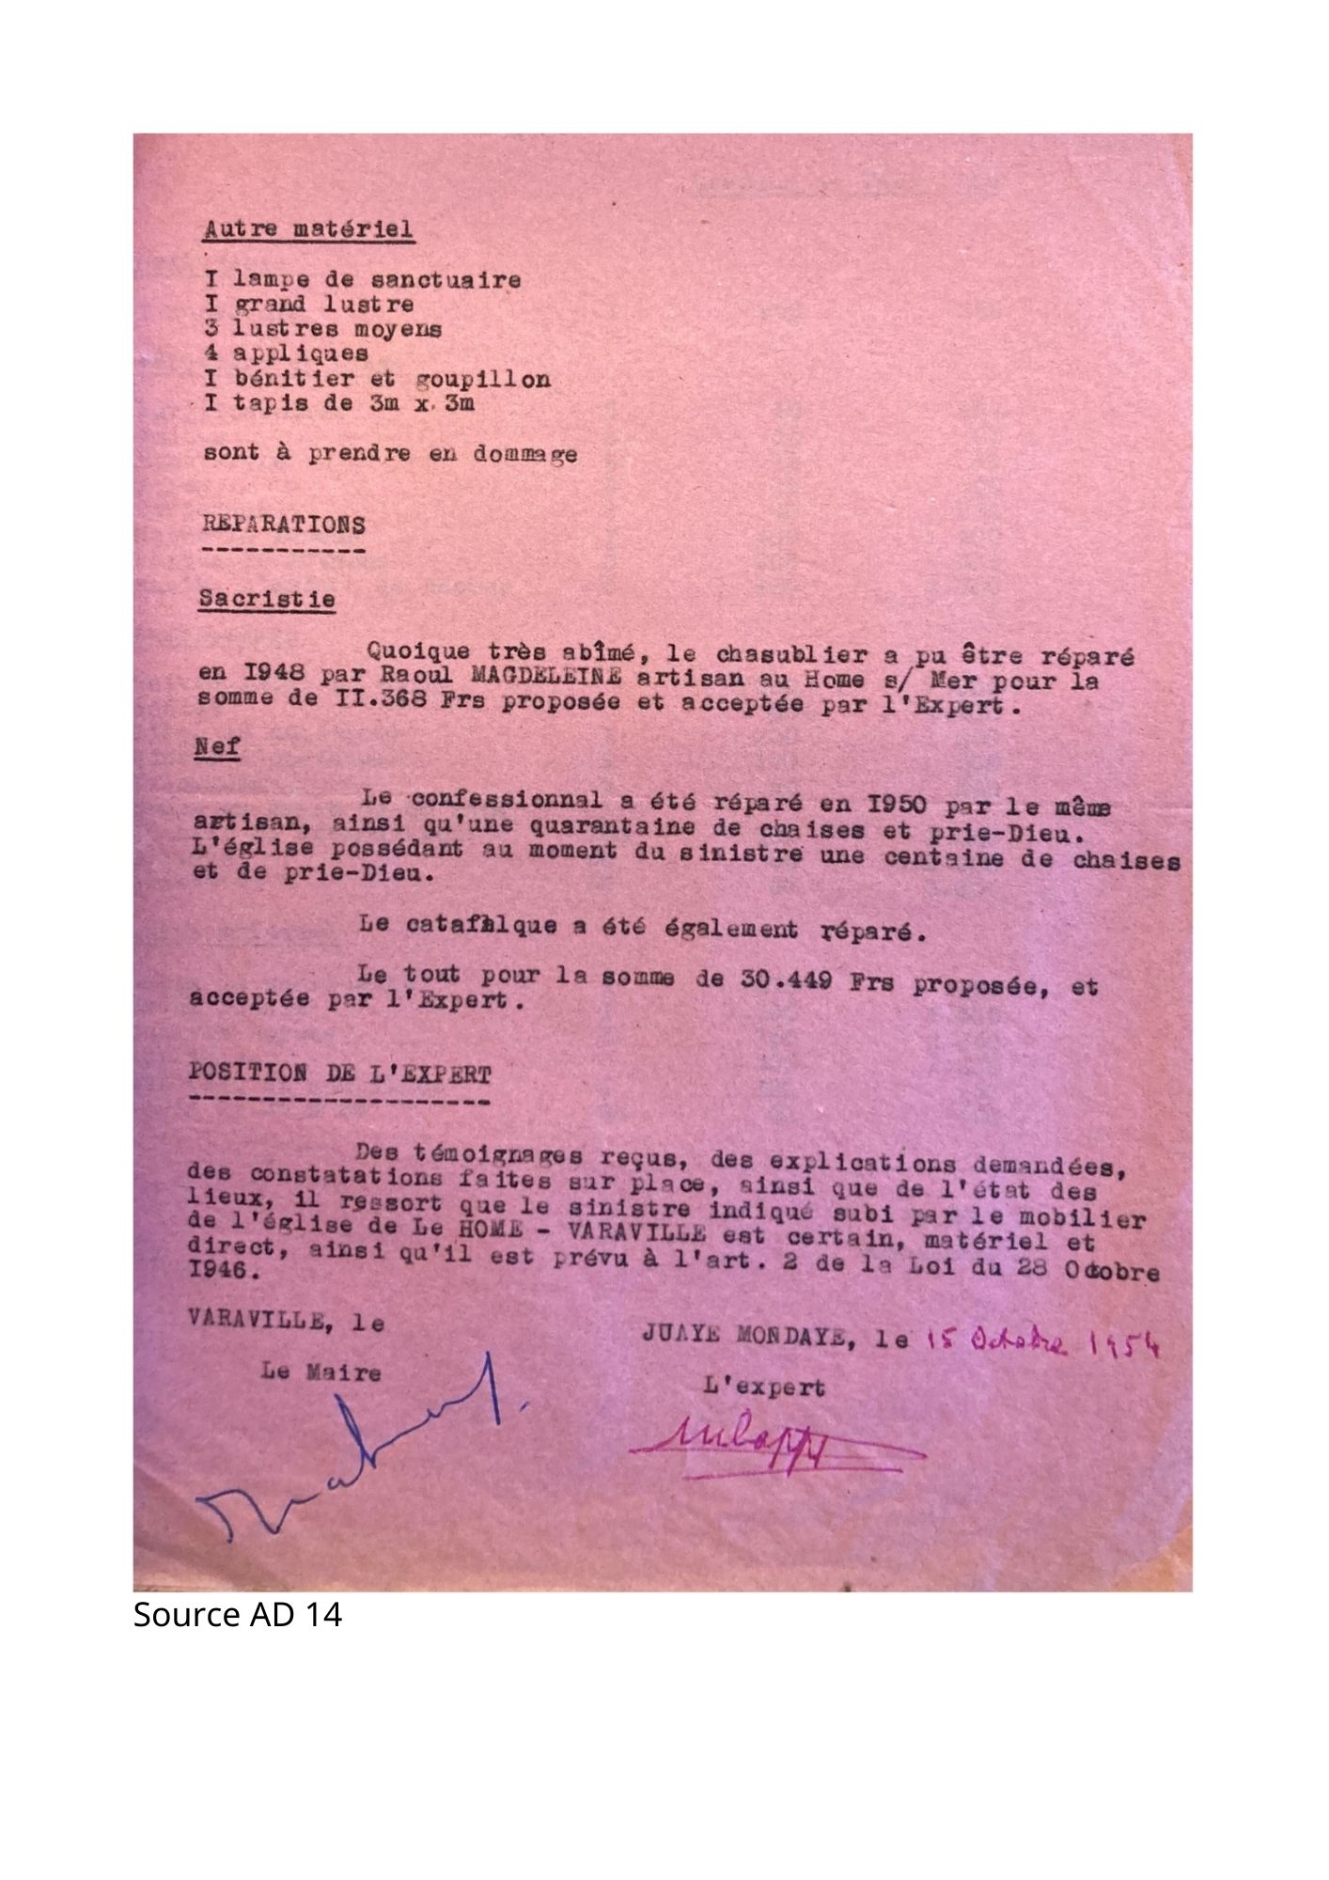 Autre matériel
I lampe de sanctuaire
I grand lustre
3 lustres moyens
4 appliques
I bénitier et goupillon
I tapis de 3m x 3m
sont à prendre en dommage
REPARATIONS
-----------
Sacristie
Quoique très abîmé, le chasublier a pu être réparé
en I948 par Raoul MAGDELEINE artisan au Home s/ Mer pour la
somme de II.368 Frs proposée et acceptée par l'Expert.
Nef
Le confessionnal a été réparé en I950 par le même
artisan, ainsi qu'une quarantaine de chaises et prie-Dieu.
L'église possédant au moment du sinistre une centaine de chaises
et de prie-Dieu.
Le catafalque a été également réparé.
Le tout pour la somme de 30.449 Frs proposée, et
acceptée par l'Expert.
POSITION DE L'EXPERT
--------------------
Des témoignages reçus, des explications demandées,
des constatations faites sur place, ainsi que de l'état des
lieux, il ressort que le sinistre indiqué subi par le mobilier
de l'église de Le HOME - VARAVILLE est certain, matériel et
direct, ainsi qu'il est prévu à l'art. 2 de la Loi du 28 Octobre
I946.
VARAVILLE, le
JUAYE MONDAYE, le 15 Octobre 1954
Le Maire
L'expert
Source AD 14